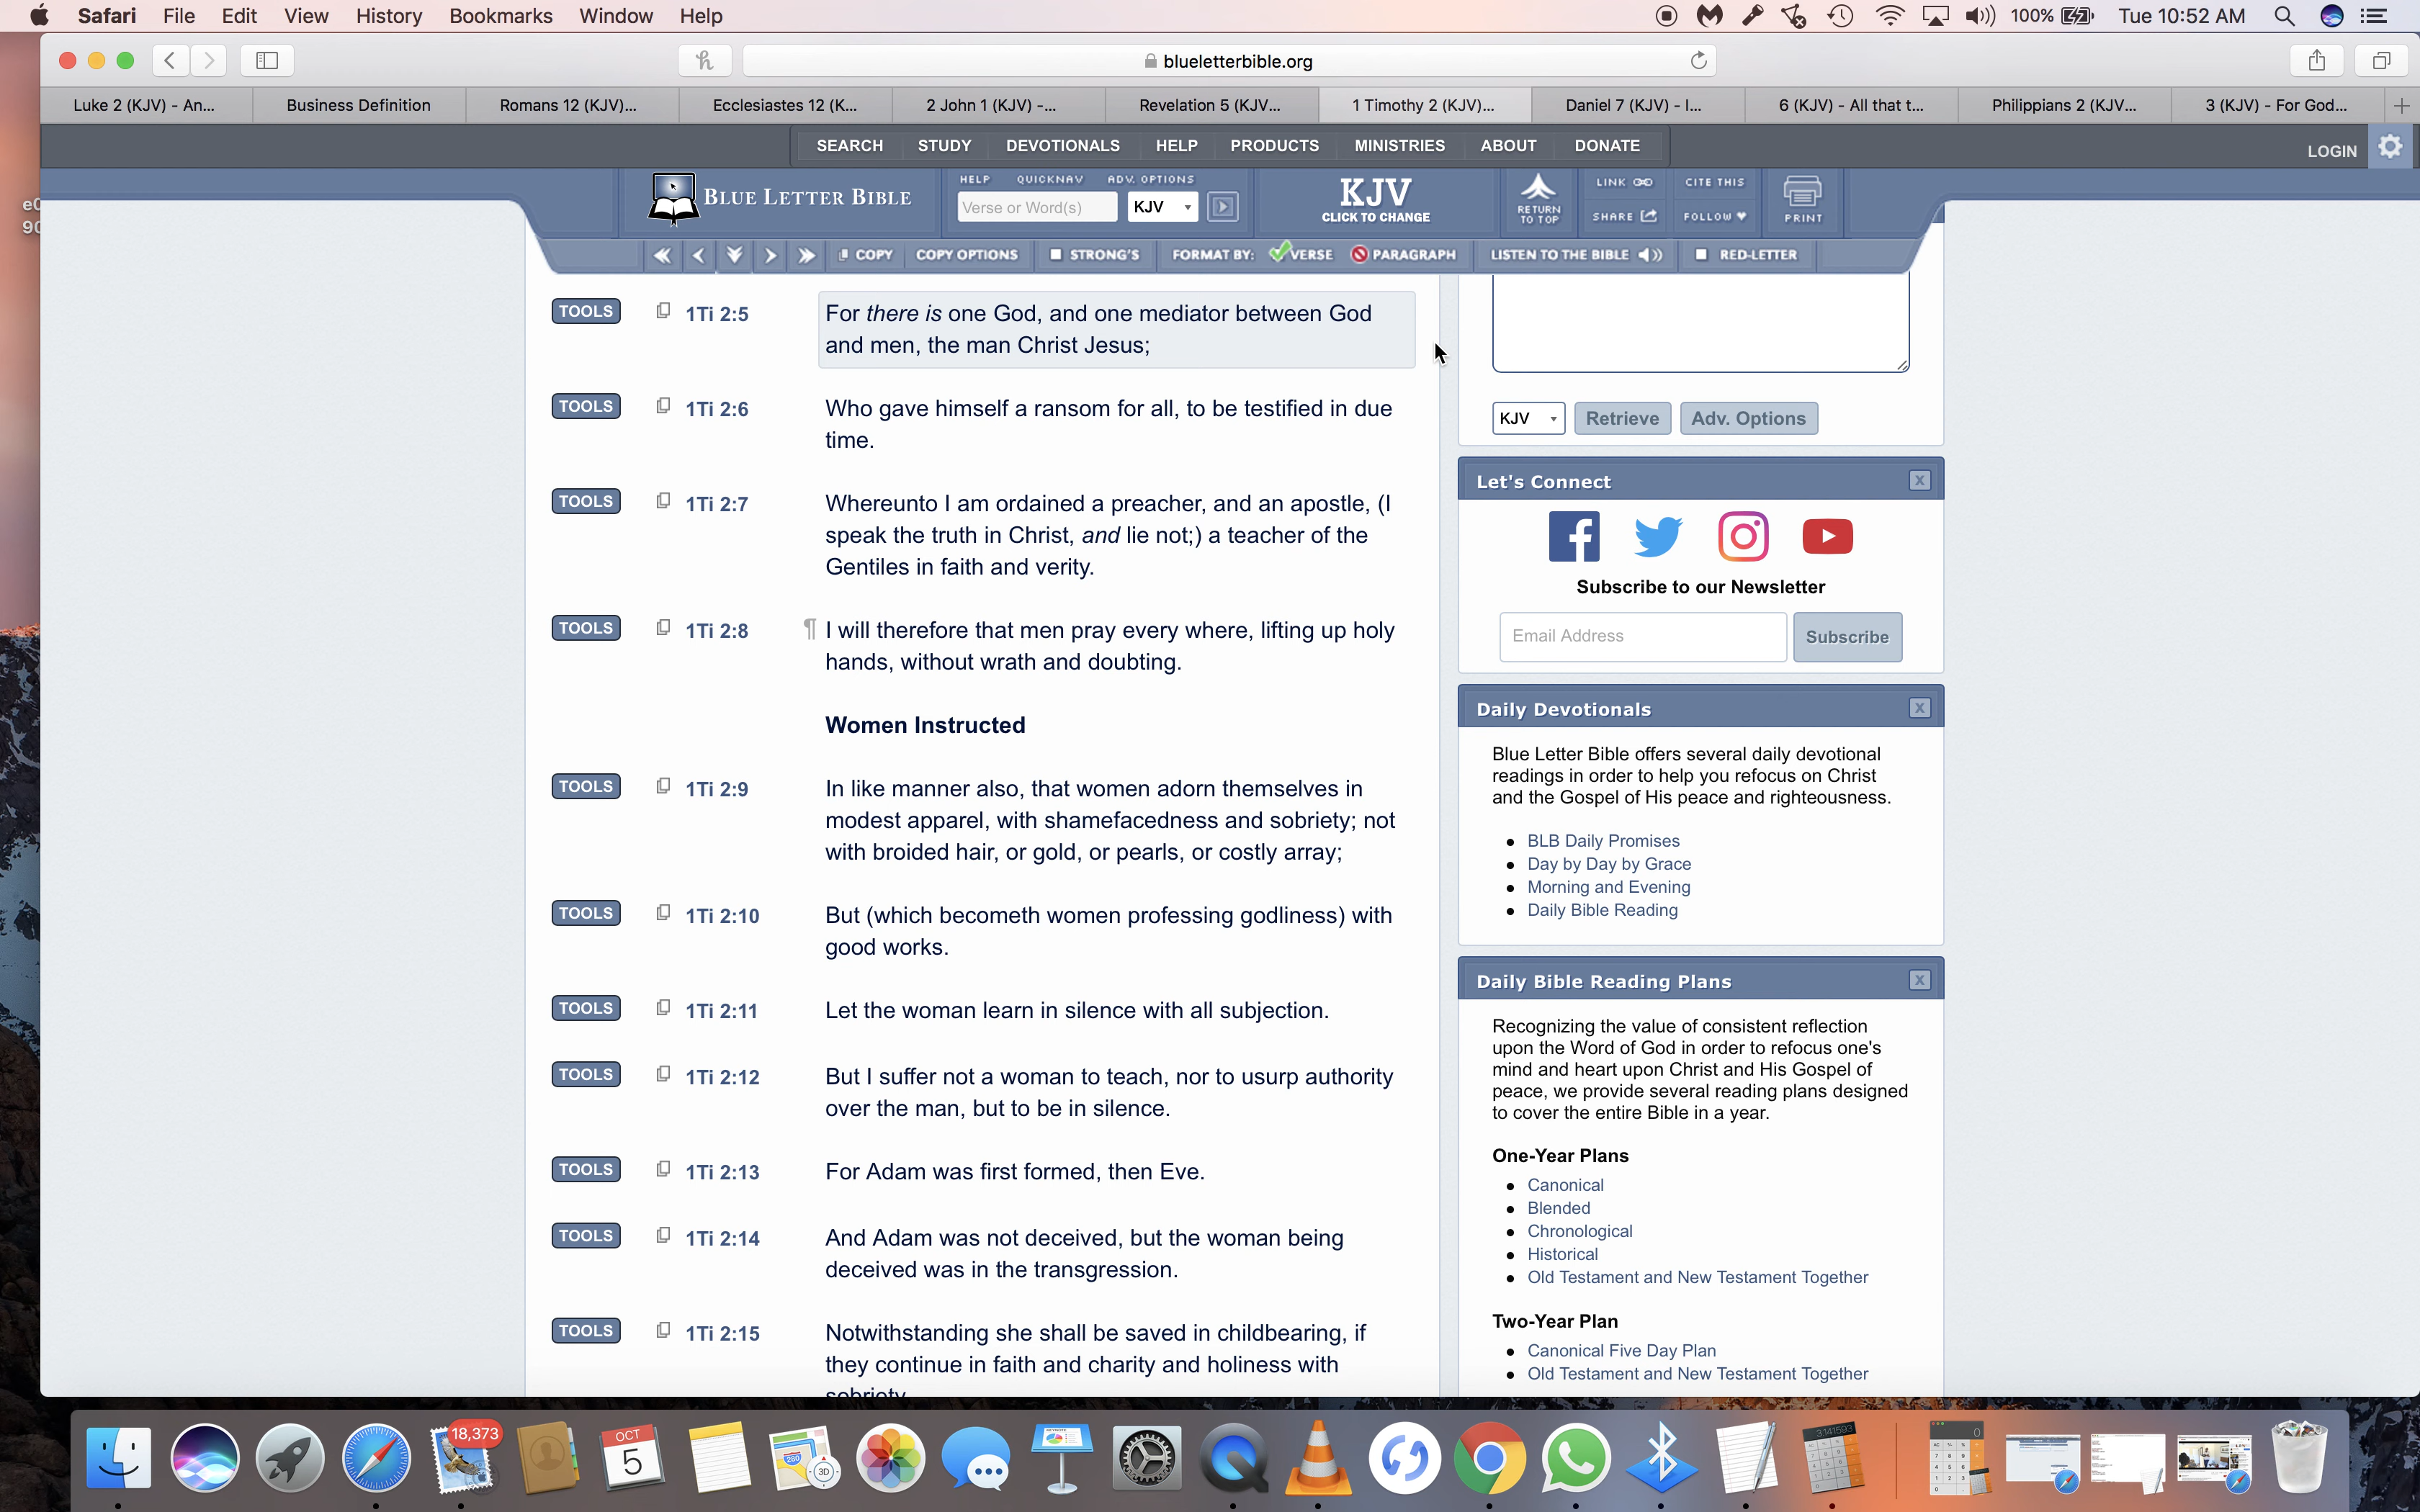 Safari File Edit View History Bookmarks Window Help 100% Tue 10:52 AM
blueletterbible.org
Luke 2 (KJV) - An... Business Definition Romans 12 (KJV)... Ecclesiastes 12 (K... 2 John 1 (KJV) -... Revelation 5 (KJV... 1 Timothy 2 (KJV)... Daniel 7 (KJV) - I... 6 (KJV) - All that t... Philippians 2 (KJV... 3 (KJV) - For God...
SEARCH STUDY DEVOTIONALS HELP PRODUCTS MINISTRIES ABOUT DONATE LOGIN
HELP QUICKNAV ADV. OPTIONS
BLUE LETTER BIBLE Verse or Word(s) KJV
KJV
CLICK TO CHANGE
RETURN
TO TOP
LINK CITE THIS
SHARE FOLLOW PRINT
COPY COPY OPTIONS STRONG'S FORMAT BY: VERSE PARAGRAPH LISTEN TO THE BIBLE RED-LETTER
TOOLS 1Ti 2:5 For there is one God, and one mediator between God
and men, the man Christ Jesus;
TOOLS 1Ti 2:6 Who gave himself a ransom for all, to be testified in due
time.
TOOLS 1Ti 2:7 Whereunto I am ordained a preacher, and an apostle, (I
speak the truth in Christ, and lie not;) a teacher of the
Gentiles in faith and verity.
TOOLS 1Ti 2:8 ¶ I will therefore that men pray every where, lifting up holy
hands, without wrath and doubting.
Women Instructed
TOOLS 1Ti 2:9 In like manner also, that women adorn themselves in
modest apparel, with shamefacedness and sobriety; not
with broided hair, or gold, or pearls, or costly array;
TOOLS 1Ti 2:10 But (which becometh women professing godliness) with
good works.
TOOLS 1Ti 2:11 Let the woman learn in silence with all subjection.
TOOLS 1Ti 2:12 But I suffer not a woman to teach, nor to usurp authority
over the man, but to be in silence.
TOOLS 1Ti 2:13 For Adam was first formed, then Eve.
TOOLS 1Ti 2:14 And Adam was not deceived, but the woman being
deceived was in the transgression.
TOOLS 1Ti 2:15 Notwithstanding she shall be saved in childbearing, if
they continue in faith and charity and holiness with
sobriety
KJV Retrieve Adv. Options
Let's Connect X
Subscribe to our Newsletter
Email Address Subscribe
Daily Devotionals X
Blue Letter Bible offers several daily devotional
readings in order to help you refocus on Christ
and the Gospel of His peace and righteousness.
BLB Daily Promises
Day by Day by Grace
Morning and Evening
Daily Bible Reading
Daily Bible Reading Plans X
Recognizing the value of consistent reflection
upon the Word of God in order to refocus one's
mind and heart upon Christ and His Gospel of
peace, we provide several reading plans designed
to cover the entire Bible in a year.
One-Year Plans
Canonical
Blended
Chronological
Historical
Old Testament and New Testament Together
Two-Year Plan
Canonical Five Day Plan
Old Testament and New Testament Together
18,373
OCT
5
280
3D
3.141593
0